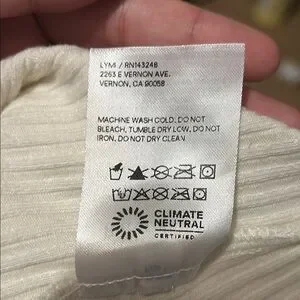 LYMI / RN143248
2263 E VERNON AVE.
VERNON, CA 90058
MACHINE WASH COLD, DO NOT
BLEACH, TUMBLE DRY LOW, DO NOT
IRON, DO NOT DRY CLEAN
CLIMATE
NEUTRAL
CERTIFIED